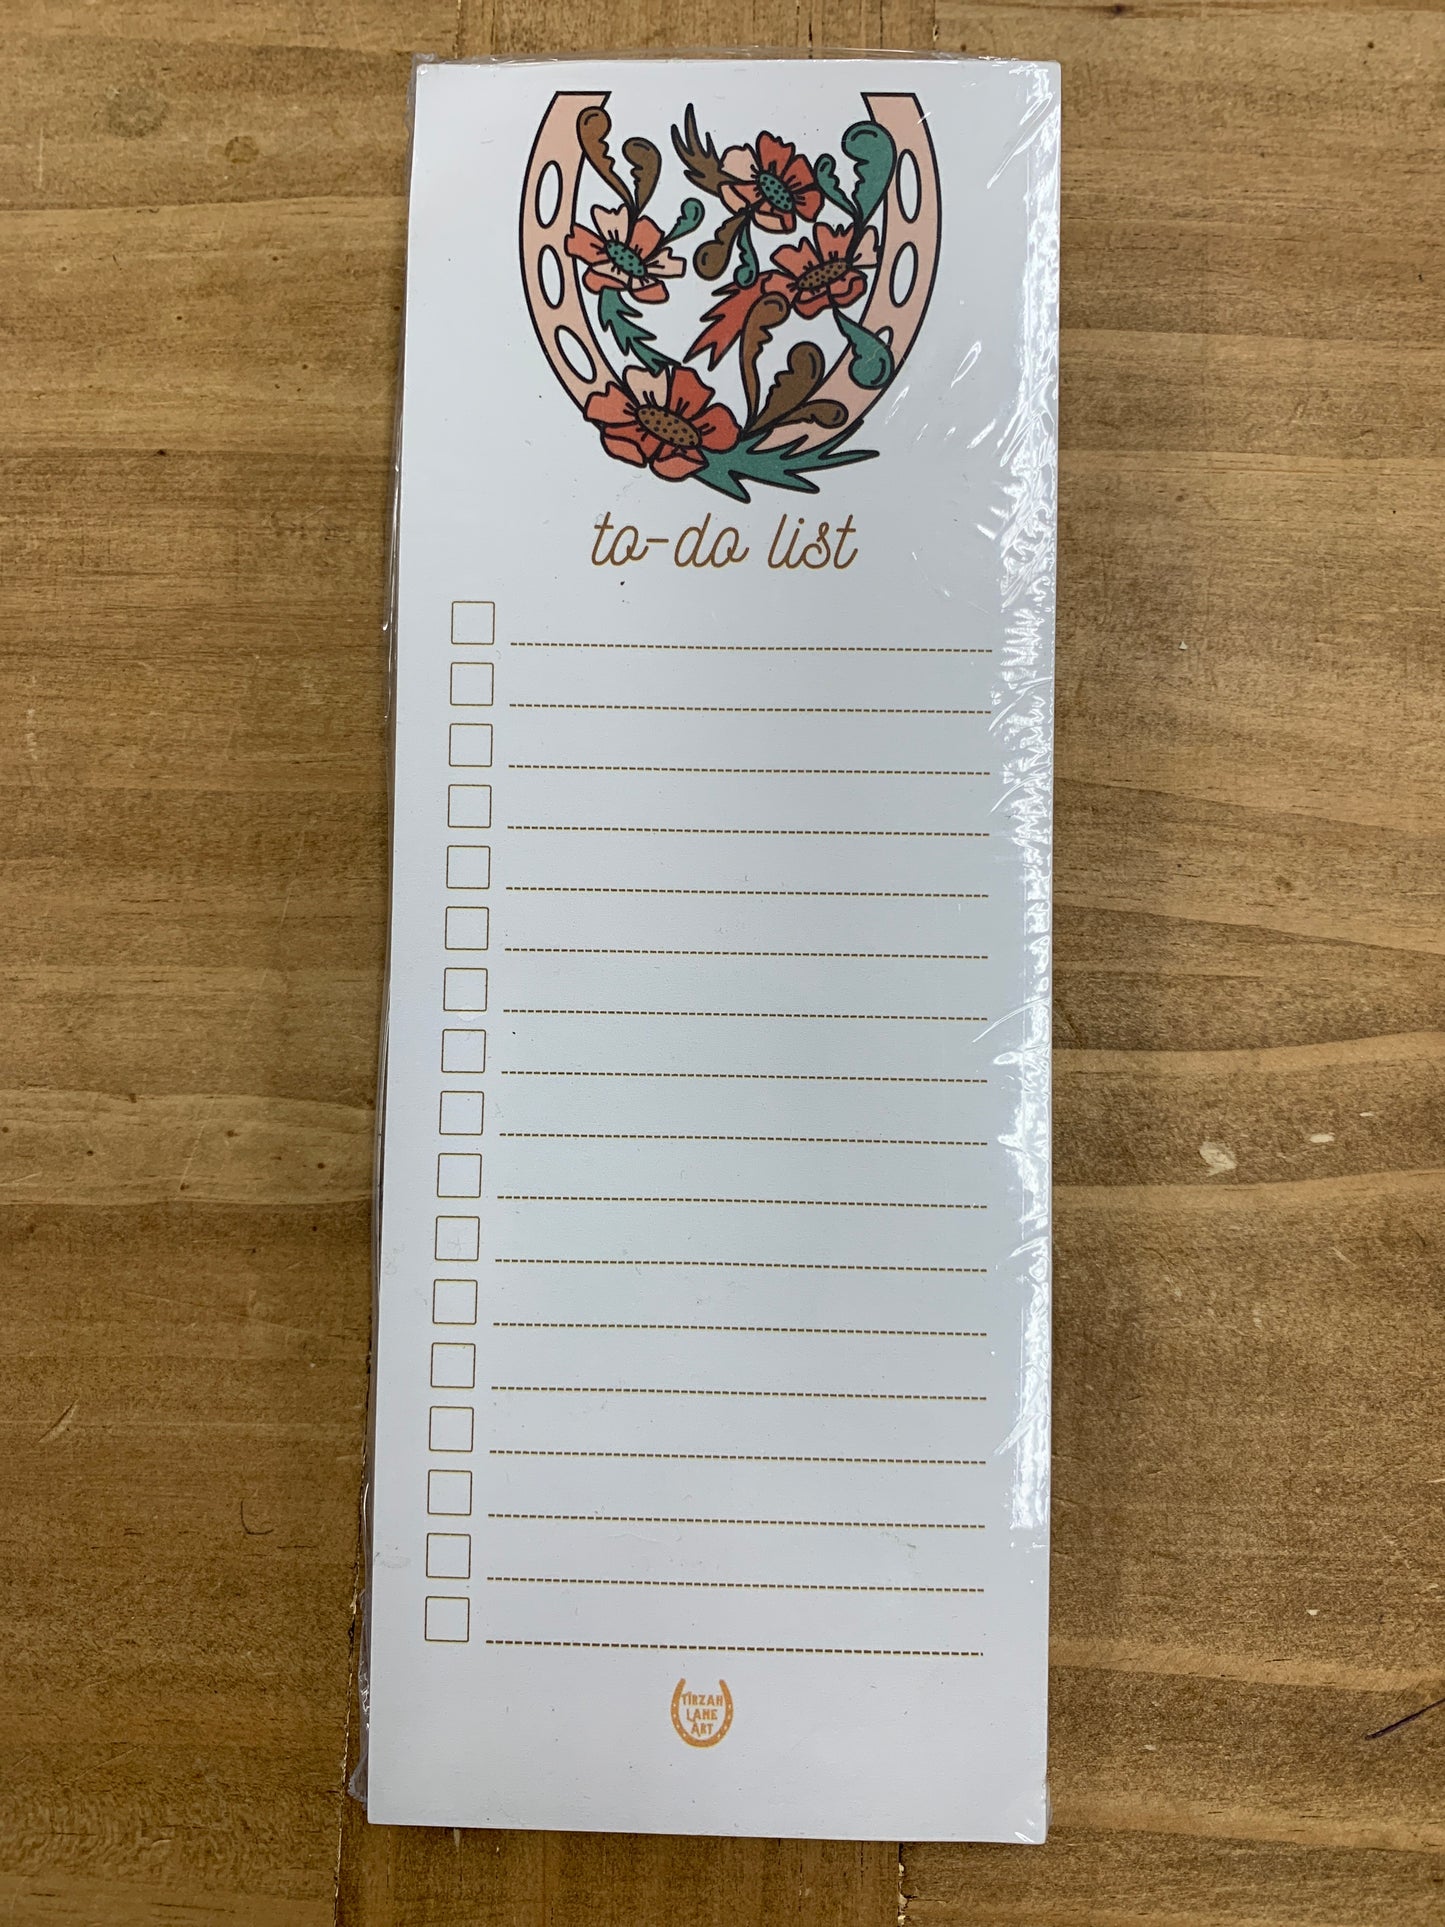 to-do list
TIRZAH
LANE
ART